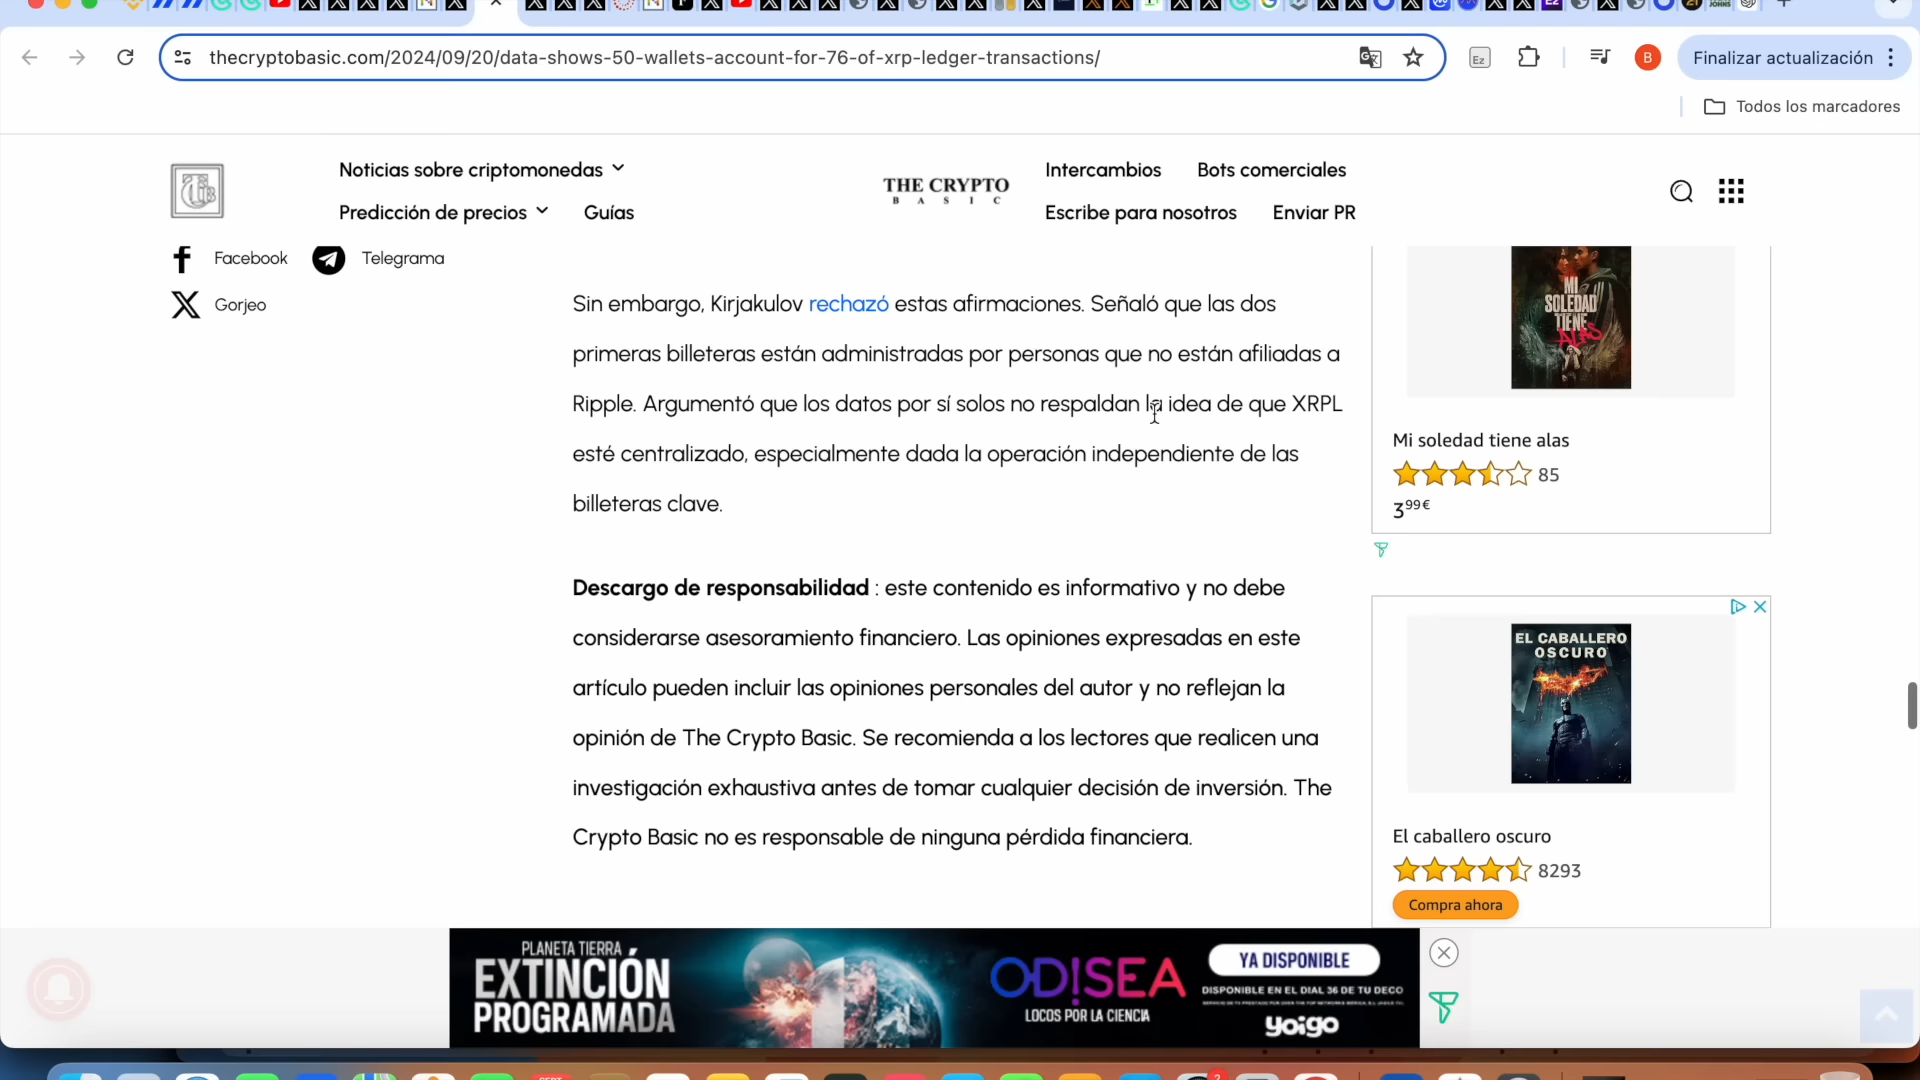 thecryptobasic.com/2024/09/20/data-shows-50-wallets-account-for-76-of-xrp-ledger-transactions/
Ez
B
Finalizar actualización
Todos los marcadores
Noticias sobre criptomonedas
Predicción de precios
Guías
THE CRYPTO
BASIC
Intercambios
Bots comerciales
Escribe para nosotros
Enviar PR
Facebook
Telegrama
Gorjeo
Sin embargo, Kirjakulov rechazó estas afirmaciones. Señaló que las dos
primeras billeteras están administradas por personas que no están afiliadas a
Ripple. Argumentó que los datos por sí solos no respaldan la idea de que XRPL
esté centralizado, especialmente dada la operación independiente de las
billeteras clave.
Descargo de responsabilidad : este contenido es informativo y no debe
considerarse asesoramiento financiero. Las opiniones expresadas en este
artículo pueden incluir las opiniones personales del autor y no reflejan la
opinión de The Crypto Basic. Se recomienda a los lectores que realicen una
investigación exhaustiva antes de tomar cualquier decisión de inversión. The
Crypto Basic no es responsable de ninguna pérdida financiera.
MI
SOLEDAD
TIENE
ALAS
Mi soledad tiene alas
85
399€
EL CABALLERO
OSCURO
El caballero oscuro
8293
Compra ahora
PLANETA TIERRA
EXTINCIÓN
PROGRAMADA
OD!SEA
LOCOS POR LA CIENCIA
YA DISPONIBLE
DISPONIBLE EN EL DIAL 36 DE TU DECO
yoigo
SEPT
2